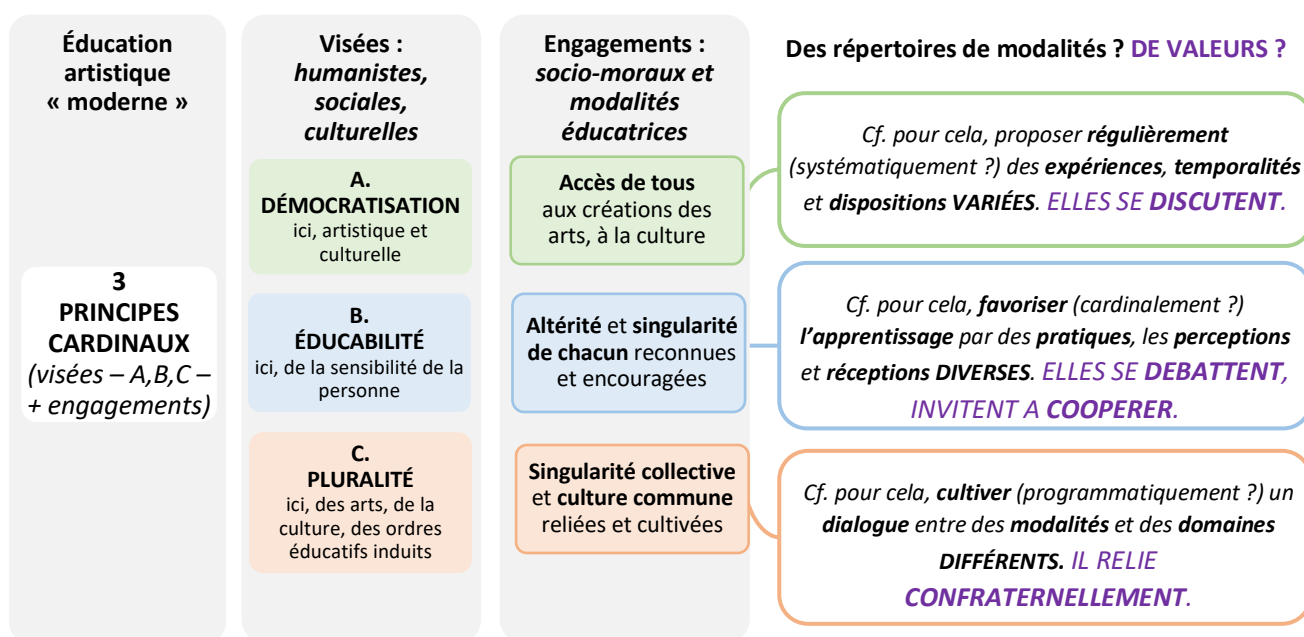 Éducation
artistique
« moderne »
3
PRINCIPES
CARDINAUX
(visées – A,B,C –
+ engagements)
Visées :
humanistes,
sociales,
culturelles
A.
DÉMOCRATISATION
ici, artistique et
culturelle
B.
ÉDUCABILITÉ
ici, de la sensibilité de la
personne
C.
PLURALITÉ
ici, des arts, de la
culture, des ordres
éducatifs induits
Engagements :
socio-moraux et
modalités
éducatrices
Accès de tous
aux créations des
arts, à la culture
Altérité et singularité
de chacun reconnues
et encouragées
Singularité collective
et culture commune
reliées et cultivées
Des répertoires de modalités ? DE VALEURS ?
Cf. pour cela, proposer régulièrement
(systématiquement ?) des expériences, temporalités
et dispositions VARIÉES. ELLES SE DISCUTENT.
Cf. pour cela, favoriser (cardinalement ?)
l’apprentissage par des pratiques, les perceptions
et réceptions DIVERSES. ELLES SE DEBATTENT,
INVITENT A COOPERER.
Cf. pour cela, cultiver (programmatiquement ?) un
dialogue entre des modalités et des domaines
DIFFÉRENTS. IL RELIE
CONFRATERNELLEMENT.